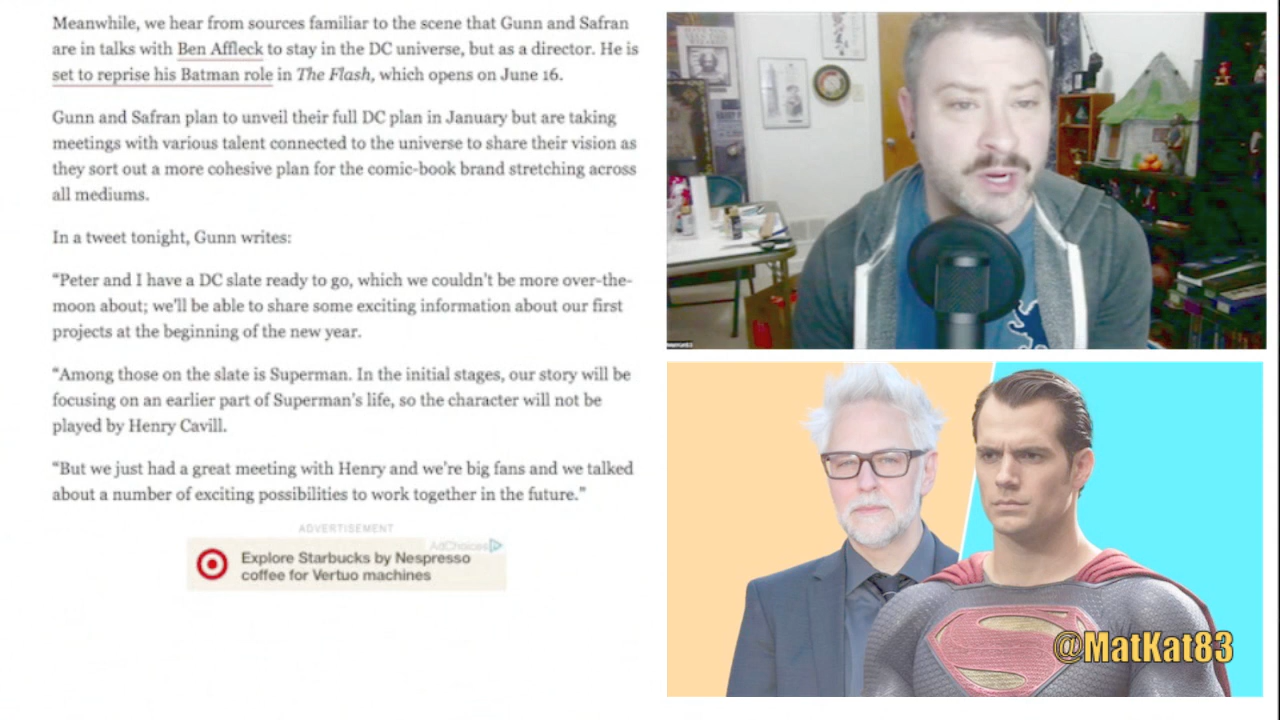 Meanwhile, we hear from sources familiar to the scene that Gunn and Safran
are in talks with Ben Affleck to stay in the DC universe, but as a director. He is
set to reprise his Batman role in The Flash, which opens on June 16.
Gunn and Safran plan to unveil their full DC plan in January but are taking
meetings with various talent connected to the universe to share their vision as
they sort out a more cohesive plan for the comic-book brand stretching across
all mediums.
In a tweet tonight, Gunn writes:
“Peter and I have a DC slate ready to go, which we couldn’t be more over-the-
moon about; we’ll be able to share some exciting information about our first
projects at the beginning of the new year.
“Among those on the slate is Superman. In the initial stages, our story will be
focusing on an earlier part of Superman’s life, so the character will not be
played by Henry Cavill.
“But we just had a great meeting with Henry and we’re big fans and we talked
about a number of exciting possibilities to work together in the future.”
ADVERTISEMENT
AdChoices
Explore Starbucks by Nespresso
coffee for Vertuo machines
@MatKat83